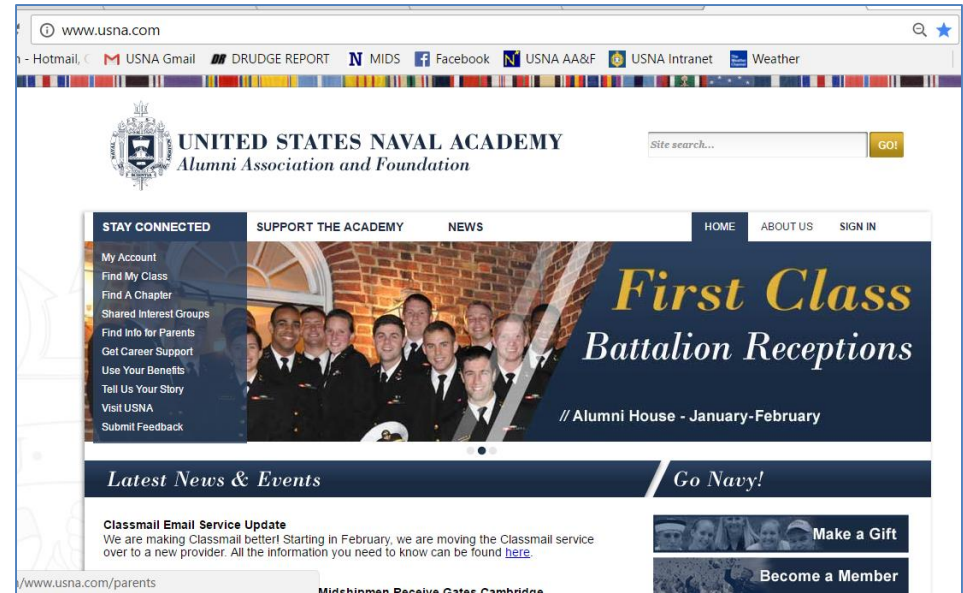 www.usna.com
Hotmail,
USNA Gmail
DRUDGE REPORT
MIDS
Facebook
USNA AA&F
USNA Intranet
Weather
UNITED STATES NAVAL ACADEMY
Alumni Association and Foundation
Site search...
GO!
STAY CONNECTED
SUPPORT THE ACADEMY
NEWS
HOME
ABOUT US
SIGN IN
My Account
Find My Class
Find A Chapter
Shared Interest Groups
Find Info for Parents
Get Career Support
Use Your Benefits
Tell Us Your Story
Visit USNA
Submit Feedback
First Class
Battalion Receptions
// Alumni House - January-February
Latest News & Events
Go Navy!
Classmail Email Service Update
We are making Classmail better! Starting in February, we are moving the Classmail service
over to a new provider. All the information you need to know can be found here.
Make a Gift
Become a Member
/www.usna.com/parents
Midshipmen Receive Gates Cambridge